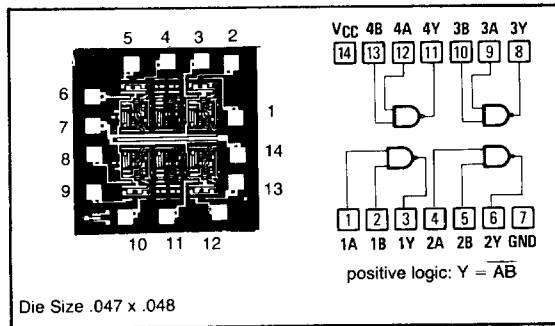 5 4 3 2
6
7
8
9
1
14
13
10 11 12
Die Size .047 x .048
VCC 4B 4A 4Y 3B 3A 3Y
14 13 12 11 10 9 8
1 2 3 4 5 6 7
1A 1B 1Y 2A 2B 2Y GND
positive logic: Y = A̅B̅